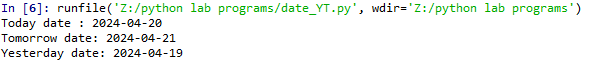 In [6]: runfile('Z:/python lab programs/date_YT.py', wdir='Z:/python lab programs')
Today date : 2024-04-20
Tomorrow date: 2024-04-21
Yesterday date: 2024-04-19